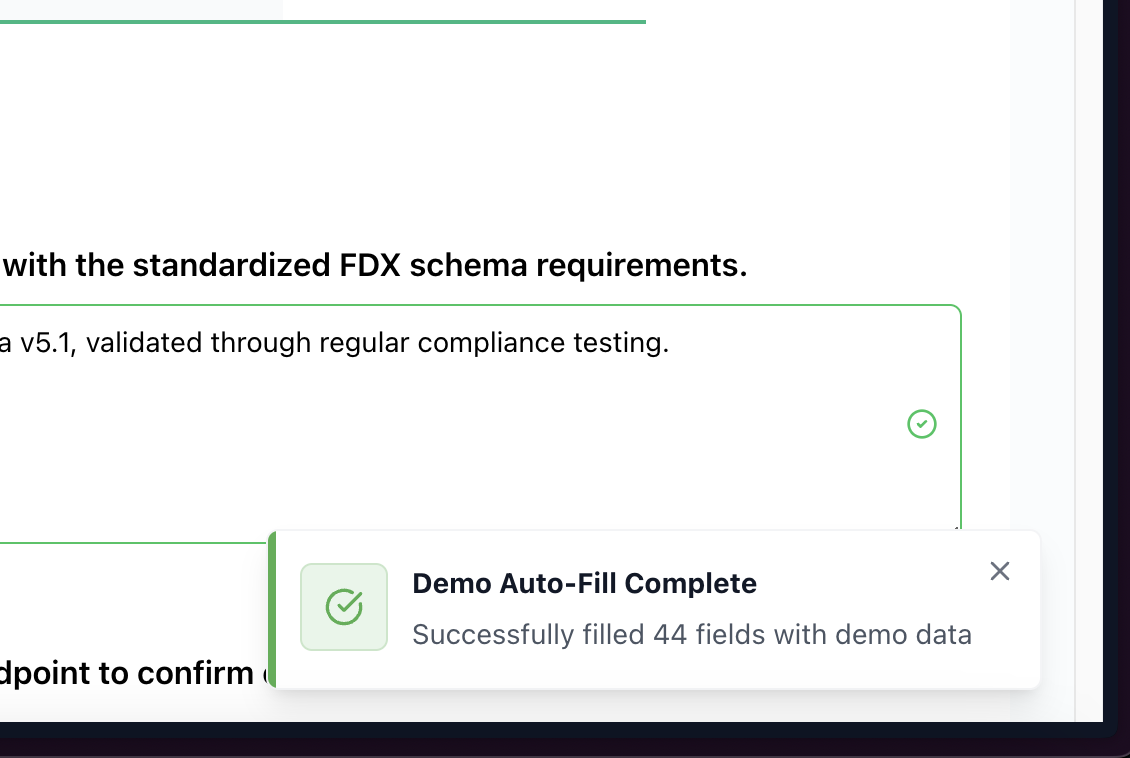 with the standardized FDX schema requirements.
a v5.1, validated through regular compliance testing.
Demo Auto-Fill Complete
Successfully filled 44 fields with demo data
dpoint to confirm